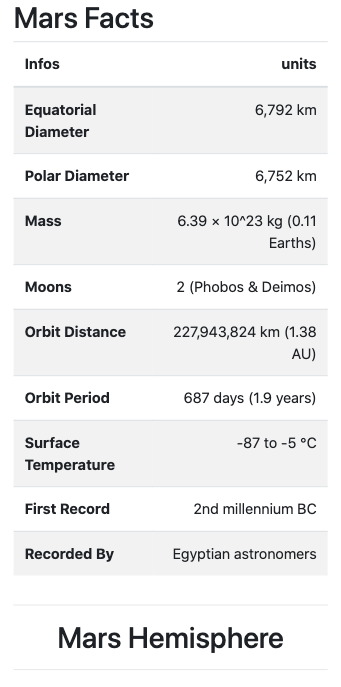 Mars Facts
Infos units
Equatorial 6,792 km
Diameter
Polar Diameter 6,752 km
Mass 6.39 × 10^23 kg (0.11
Earths)
Moons 2 (Phobos & Deimos)
Orbit Distance 227,943,824 km (1.38
AU)
Orbit Period 687 days (1.9 years)
Surface -87 to -5 °C
Temperature
First Record 2nd millennium BC
Recorded By Egyptian astronomers
Mars Hemisphere